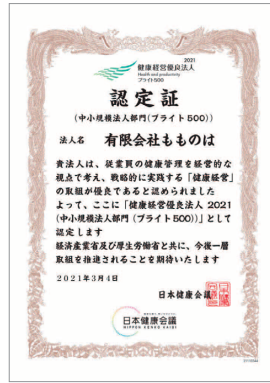 2021
健康経営優良法人
Health and productivity
ブライト500
認定証
(中小規模法人部門(ブライト500))
法人名 有限会社もものは
貴法人は、従業員の健康管理を経営的な
視点で考え、戦略的に実践する「健康経営」
の取組が優良であると認められました
よって、ここに「健康経営優良法人 2021
(中小規模法人部門(ブライト500))」として
認定します
経済産業省及び厚生労働省と共に、今後一層
取組を推進されることを期待いたします
2021年3月4日
日本健康会議
日本健康会議
NIPPON KENKO KAIGI